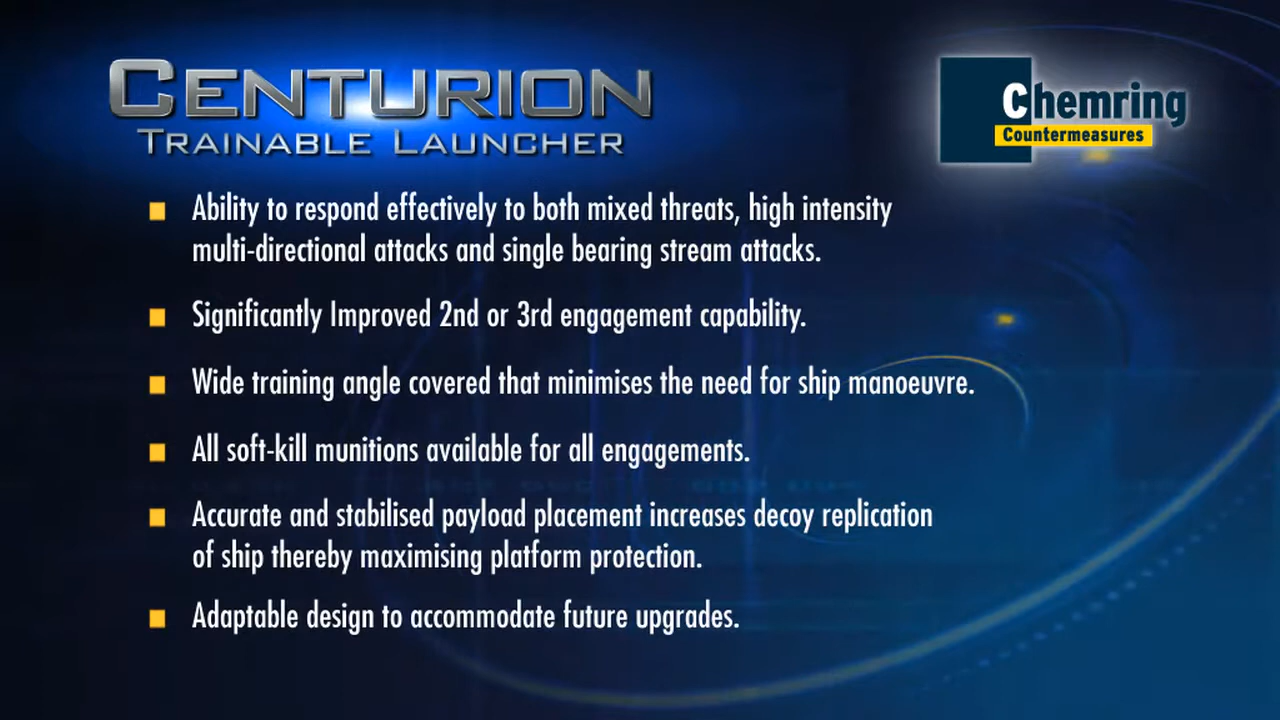 CENTURION
TRAINABLE LAUNCHER
Chemring
Countermeasures
Ability to respond effectively to both mixed threats, high intensity
multi-directional attacks and single bearing stream attacks.
Significantly Improved 2nd or 3rd engagement capability.
Wide training angle covered that minimises the need for ship manoeuvre.
All soft-kill munitions available for all engagements.
Accurate and stabilised payload placement increases decoy replication
of ship thereby maximising platform protection.
Adaptable design to accommodate future upgrades.